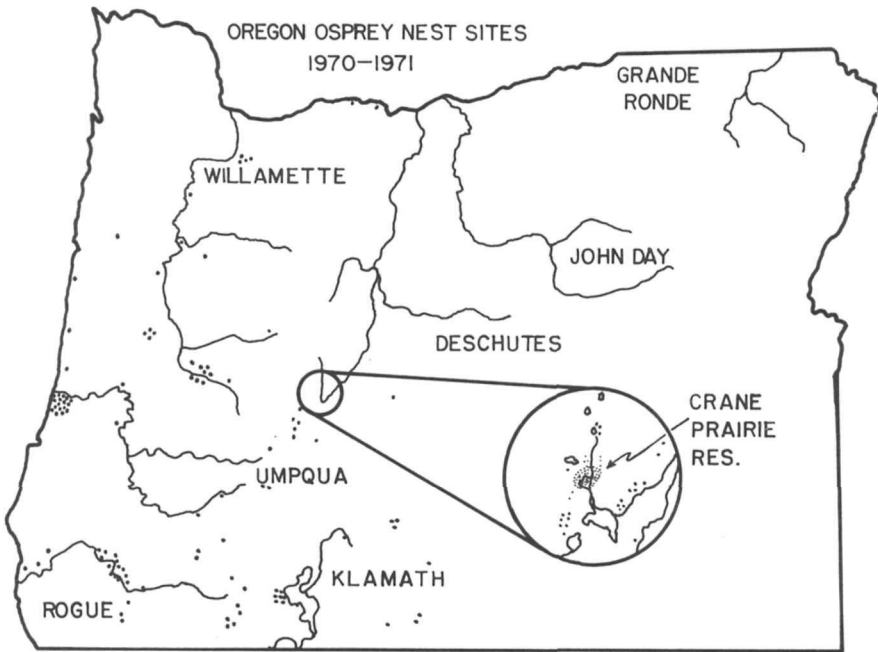 OREGON OSPREY NEST SITES
1970-1971
GRANDE
RONDE
WILLAMETTE
JOHN DAY
DESCHUTES
CRANE
PRAIRIE
RES.
UMPQUA
KLAMATH
ROGUE